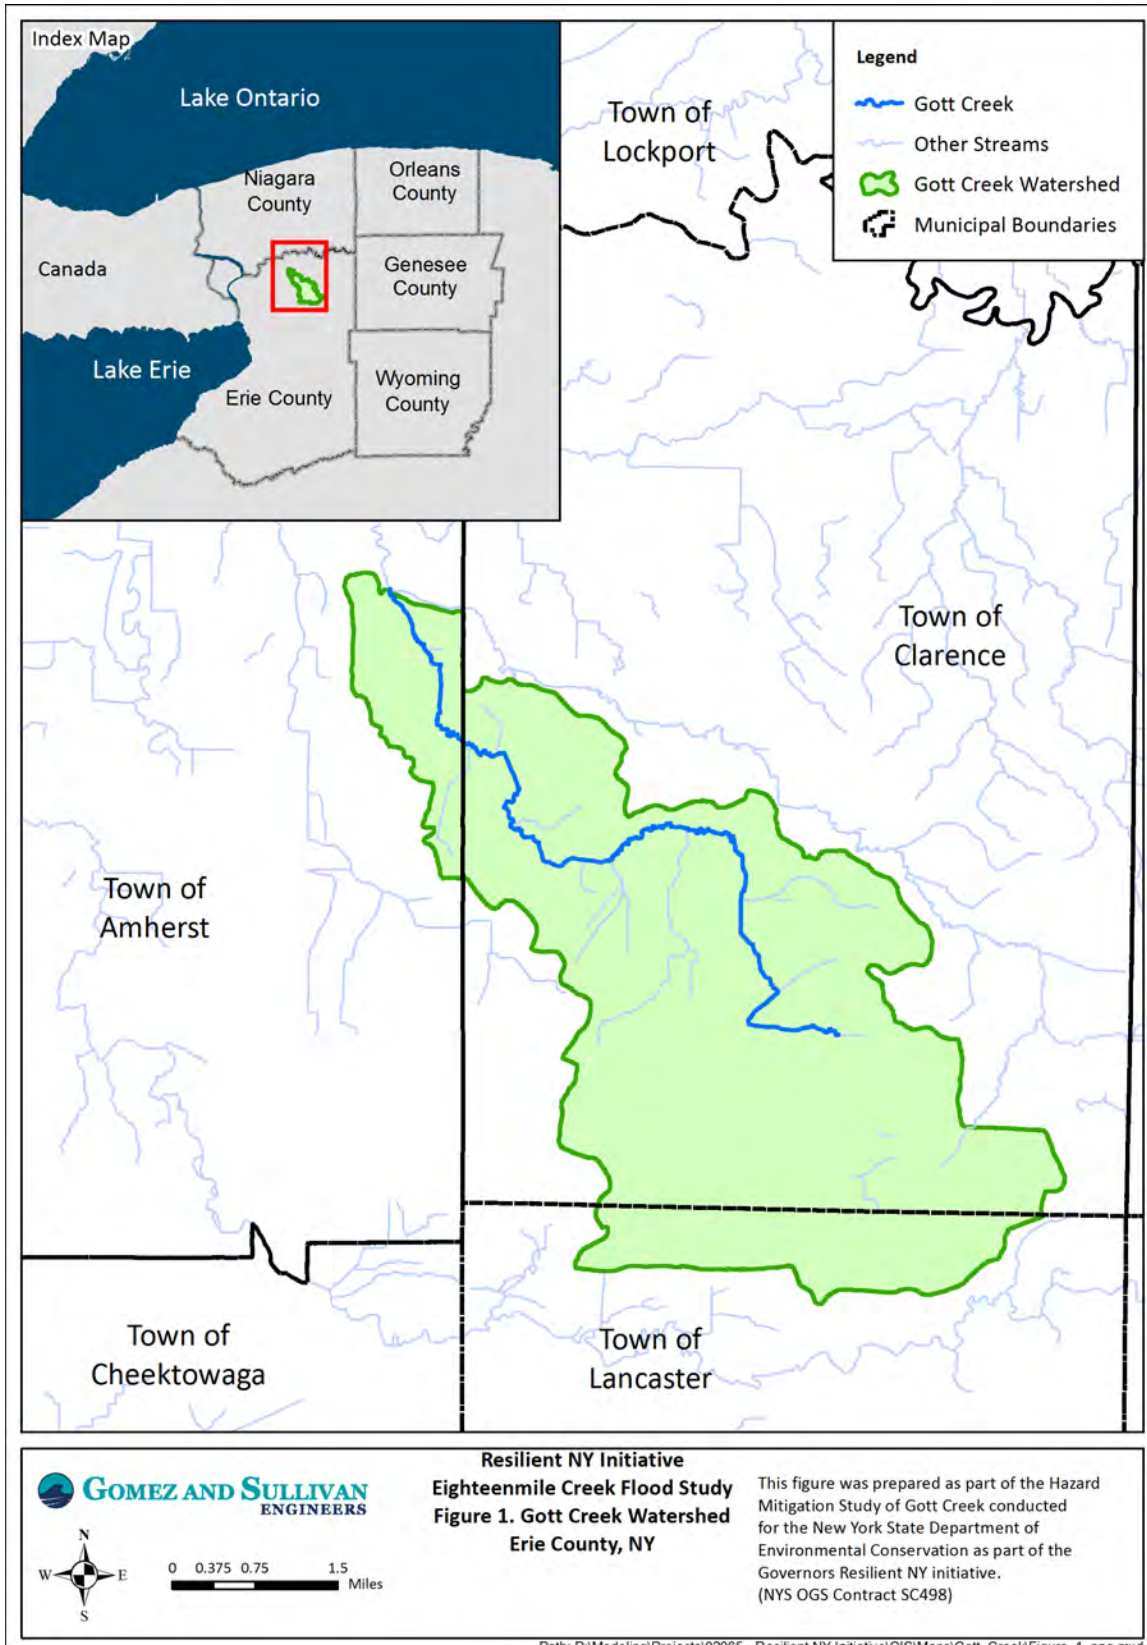 Index Map
Lake Ontario
Niagara
County
Orleans
County
Canada
Genesee
County
Lake Erie
Erie County
Wyoming
County
Legend
Gott Creek
Other Streams
Gott Creek Watershed
Municipal Boundaries
Town of
Lockport
Town of
Clarence
Town of
Amherst
Town of
Cheektowaga
Town of
Lancaster
GOMEZ AND SULLIVAN
ENGINEERS
N
W E
S
0 0.375 0.75 1.5
Miles
Resilient NY Initiative
Eighteenmile Creek Flood Study
Figure 1. Gott Creek Watershed
Erie County, NY
This figure was prepared as part of the Hazard
Mitigation Study of Gott Creek conducted
for the New York State Department of
Environmental Conservation as part of the
Governors Resilient NY initiative.
(NYS OGS Contract SC498)